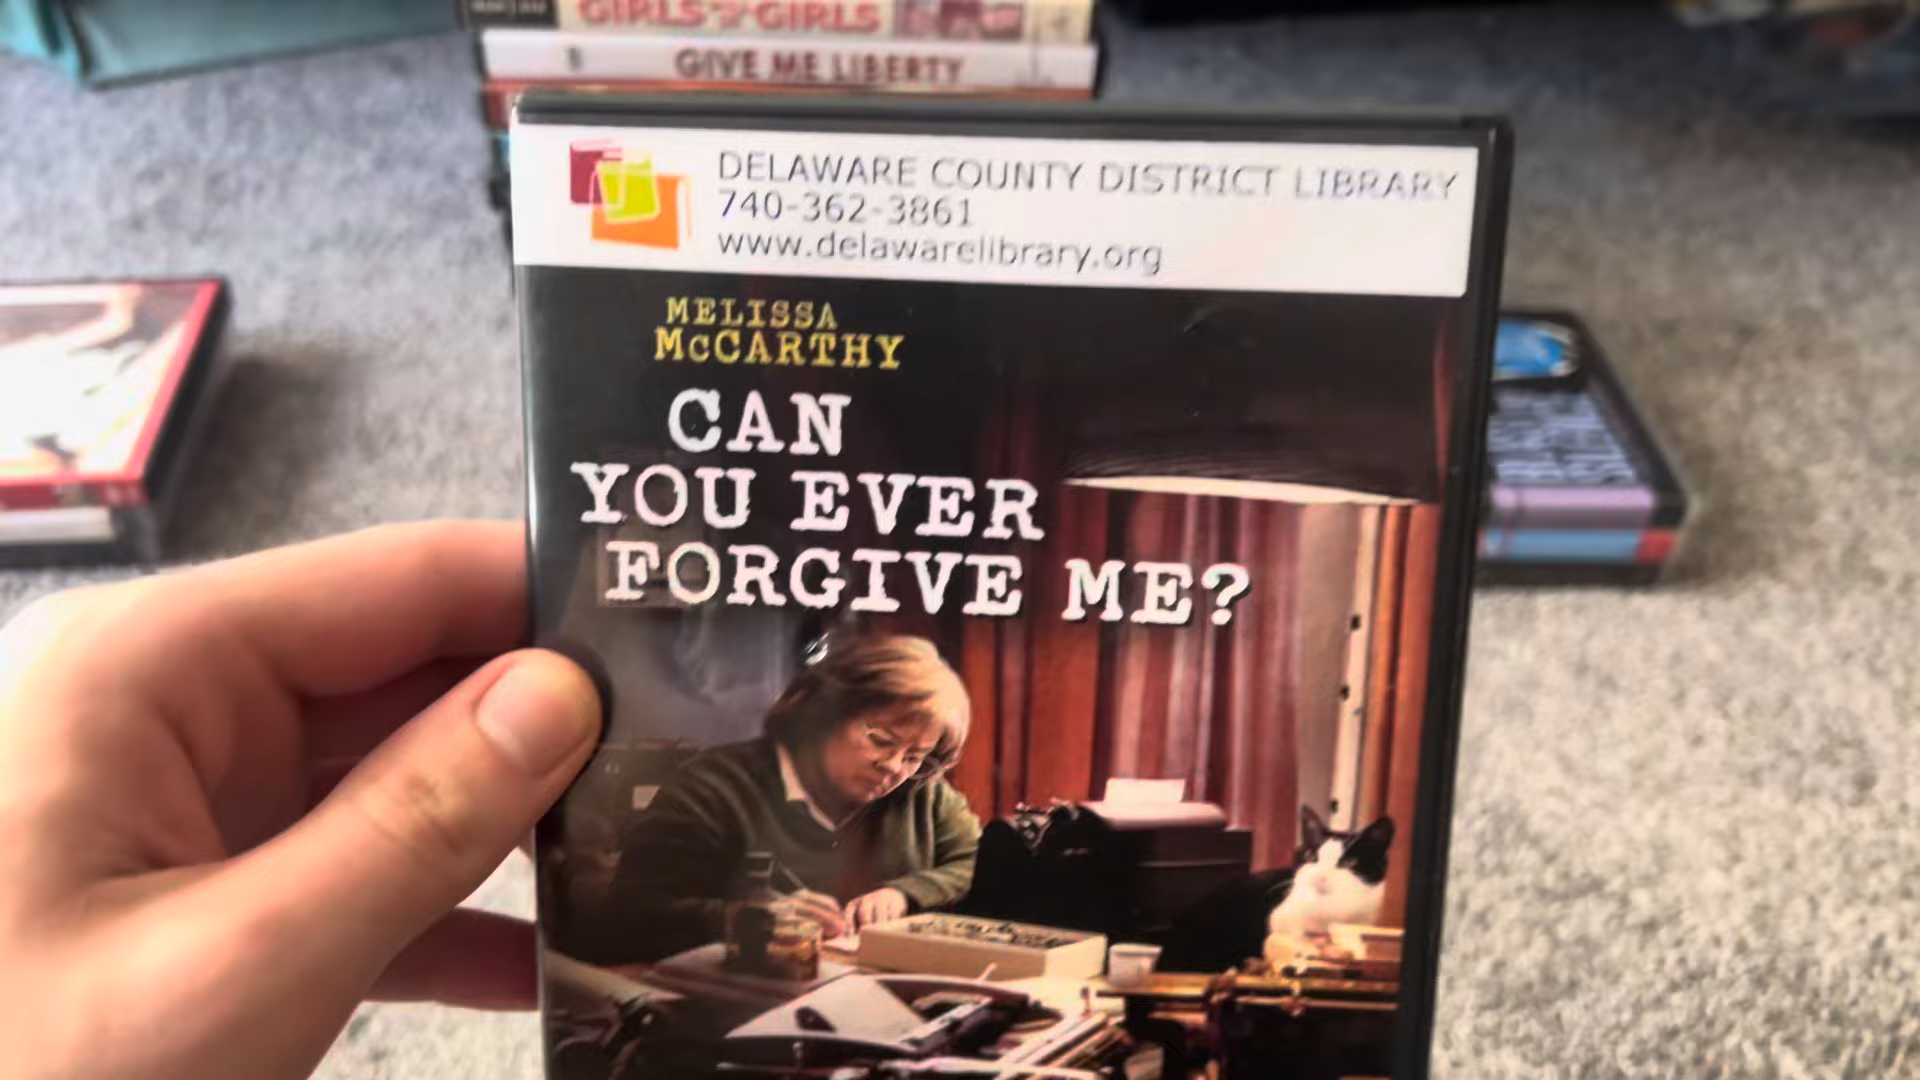 GIRLS GIRLS
GIVE ME LIBERTY
DELAWARE COUNTY DISTRICT LIBRARY
740-362-3861
www.delawarelibrary.org
MELISSA
McCARTHY
CAN
YOU EVER
FORGIVE ME?